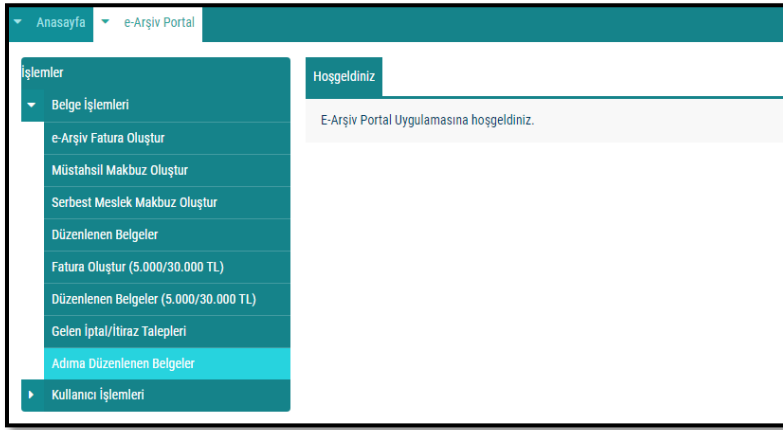 Anasayfa
e-Arşiv Portal
İşlemler
Belge İşlemleri
e-Arşiv Fatura Oluştur
Müstahsil Makbuz Oluştur
Serbest Meslek Makbuz Oluştur
Düzenlenen Belgeler
Fatura Oluştur (5.000/30.000 TL)
Düzenlenen Belgeler (5.000/30.000 TL)
Gelen İptal/İtiraz Talepleri
Adıma Düzenlenen Belgeler
Kullanıcı İşlemleri
Hoşgeldiniz
E-Arşiv Portal Uygulamasına hoşgeldiniz.